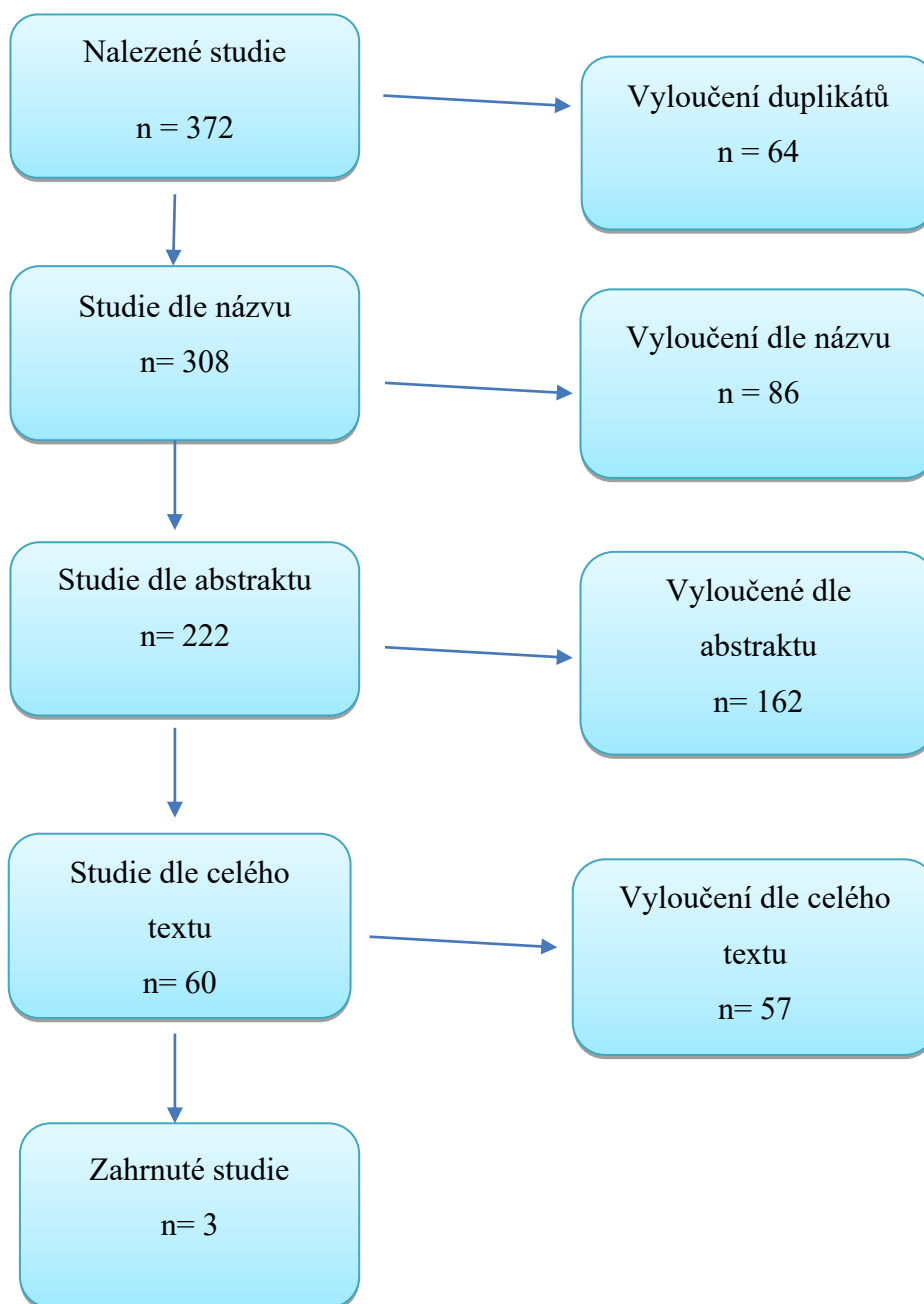 Nalezené studie
n = 372
Vyloučení duplikátů
n = 64
Studie dle názvu
n= 308
Vyloučení dle názvu
n = 86
Studie dle abstraktu
n= 222
Vyloučené dle
abstraktu
n= 162
Studie dle celého
textu
n= 60
Vyloučení dle celého
textu
n= 57
Zahrnuté studie
n= 3